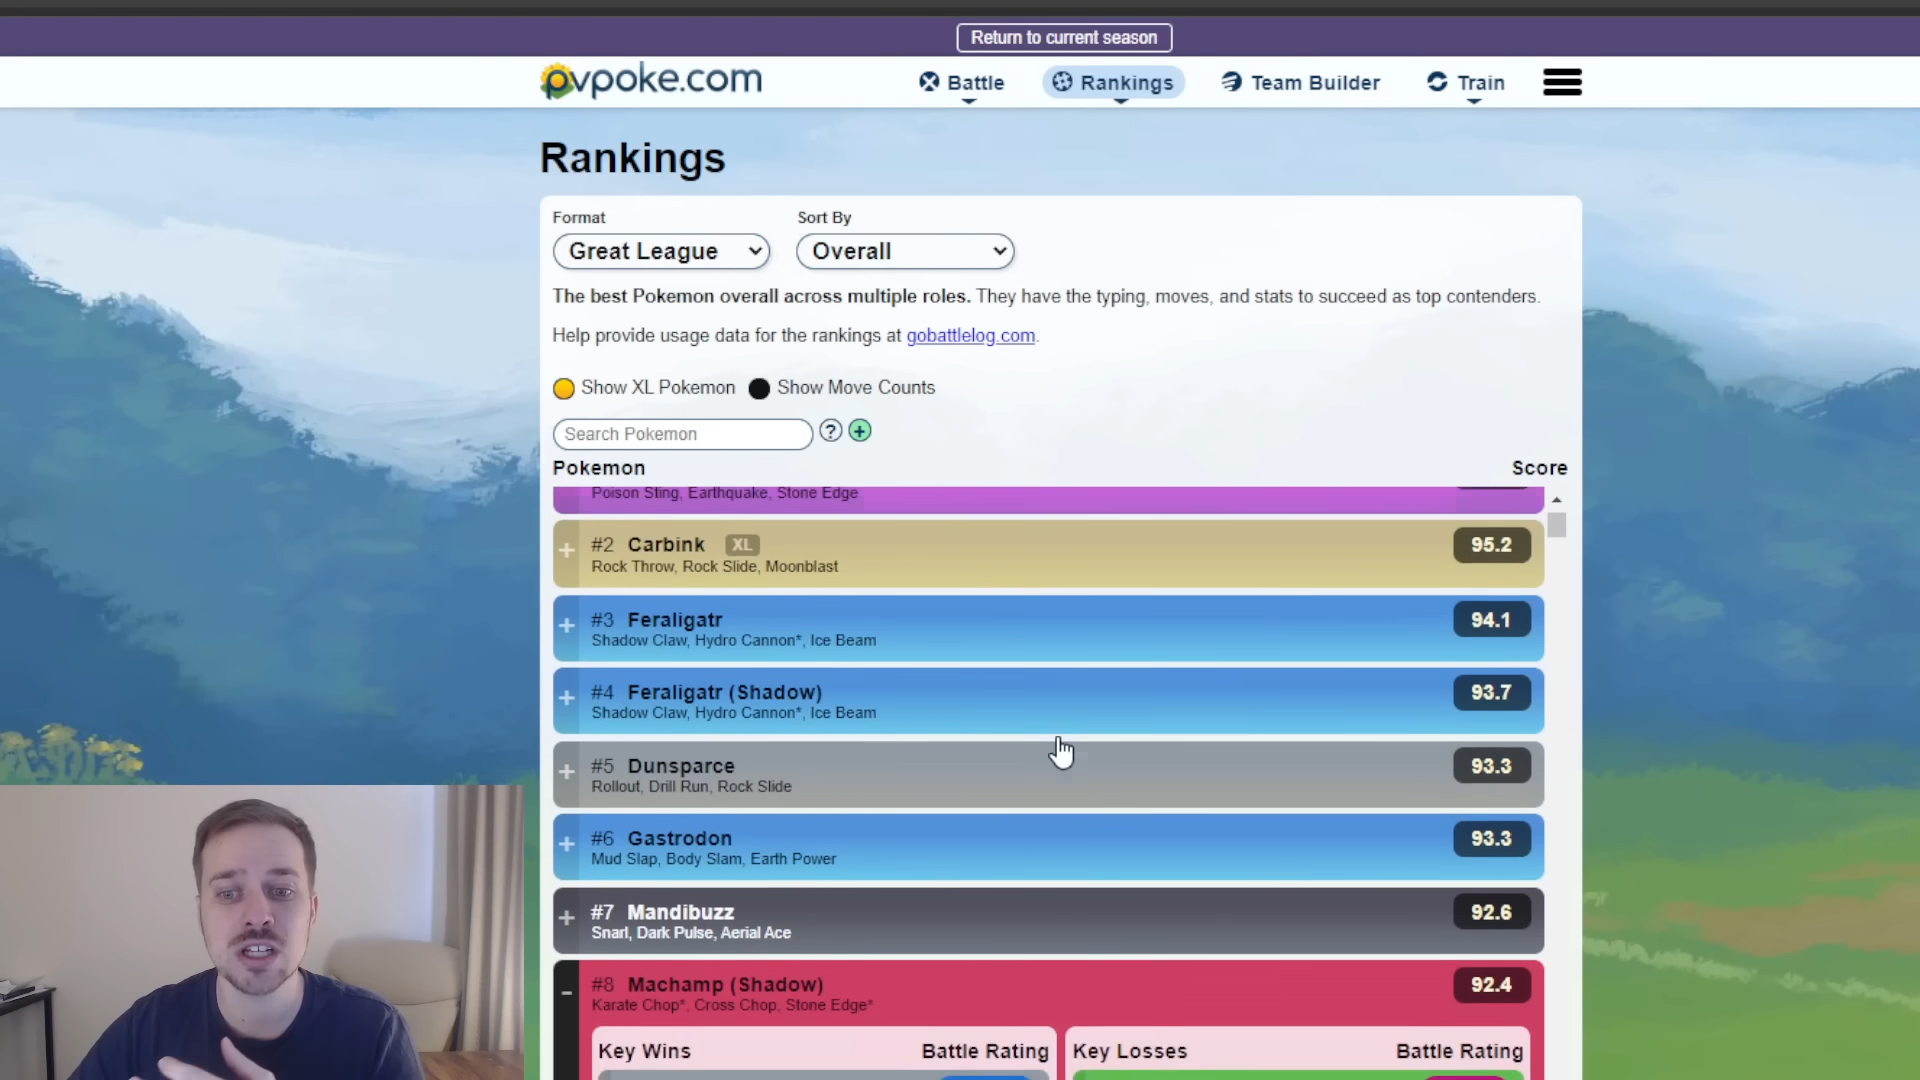 Return to current season
pvpoke.com
Battle
Rankings
Team Builder
Train
Rankings
Format
Sort By
Great League
Overall
The best Pokemon overall across multiple roles. They have the typing, moves, and stats to succeed as top contenders.
Help provide usage data for the rankings at gobattlelog.com.
Show XL Pokemon
Show Move Counts
Search Pokemon
?
+
Pokemon
Score
Poison Sting, Earthquake, Stone Edge
+ #2 Carbink XL 95.2
Rock Throw, Rock Slide, Moonblast
+ #3 Feraligatr 94.1
Shadow Claw, Hydro Cannon*, Ice Beam
+ #4 Feraligatr (Shadow) 93.7
Shadow Claw, Hydro Cannon*, Ice Beam
+ #5 Dunsparce 93.3
Rollout, Drill Run, Rock Slide
+ #6 Gastrodon 93.3
Mud Slap, Body Slam, Earth Power
+ #7 Mandibuzz 92.6
Snarl, Dark Pulse, Aerial Ace
- #8 Machamp (Shadow) 92.4
Karate Chop*, Cross Chop, Stone Edge*
Key Wins Battle Rating
Key Losses Battle Rating